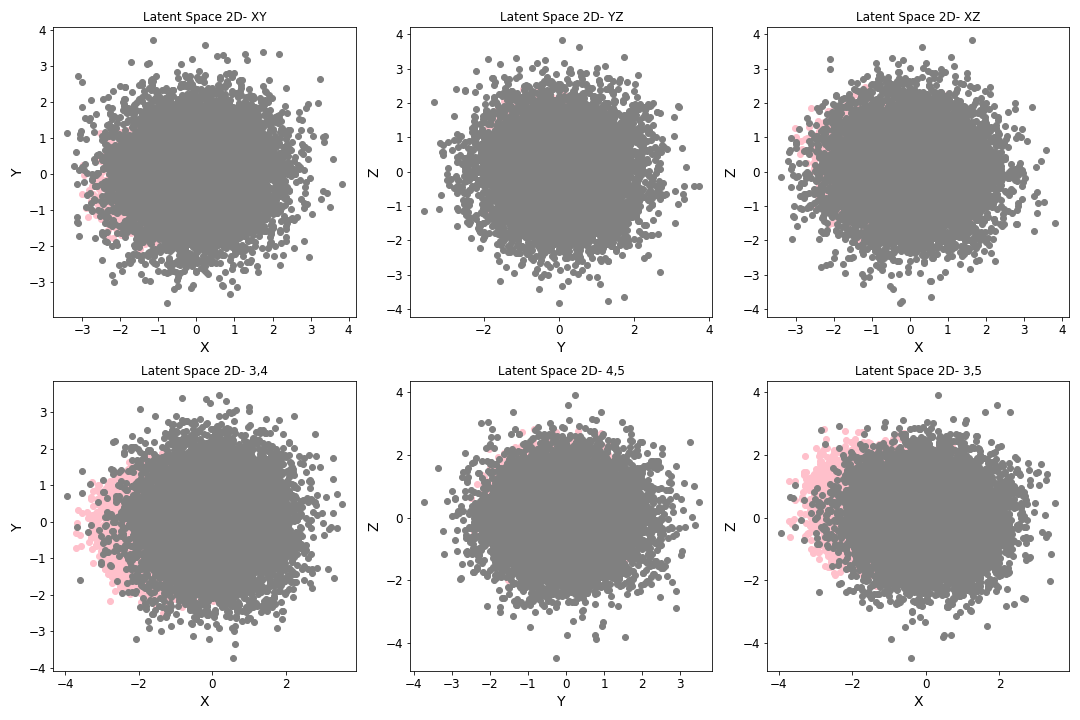 Latent Space 2D- XY
Latent Space 2D- YZ
Latent Space 2D- XZ
4
3
2
1
0
−1
−2
−3
Y
−3 −2 −1 0 1 2 3 4
X
4
3
2
1
0
−1
−2
−3
−4
Z
−2 0 2 4
Y
4
3
2
1
0
−1
−2
−3
−4
Z
−3 −2 −1 0 1 2 3 4
X
Latent Space 2D- 3,4
Latent Space 2D- 4,5
Latent Space 2D- 3,5
3
2
1
0
−1
−2
−3
−4
Y
−4 −2 0 2
X
4
2
0
−2
−4
Z
−4 −3 −2 −1 0 1 2 3
Y
4
2
0
−2
−4
Z
−4 −2 0 2
X